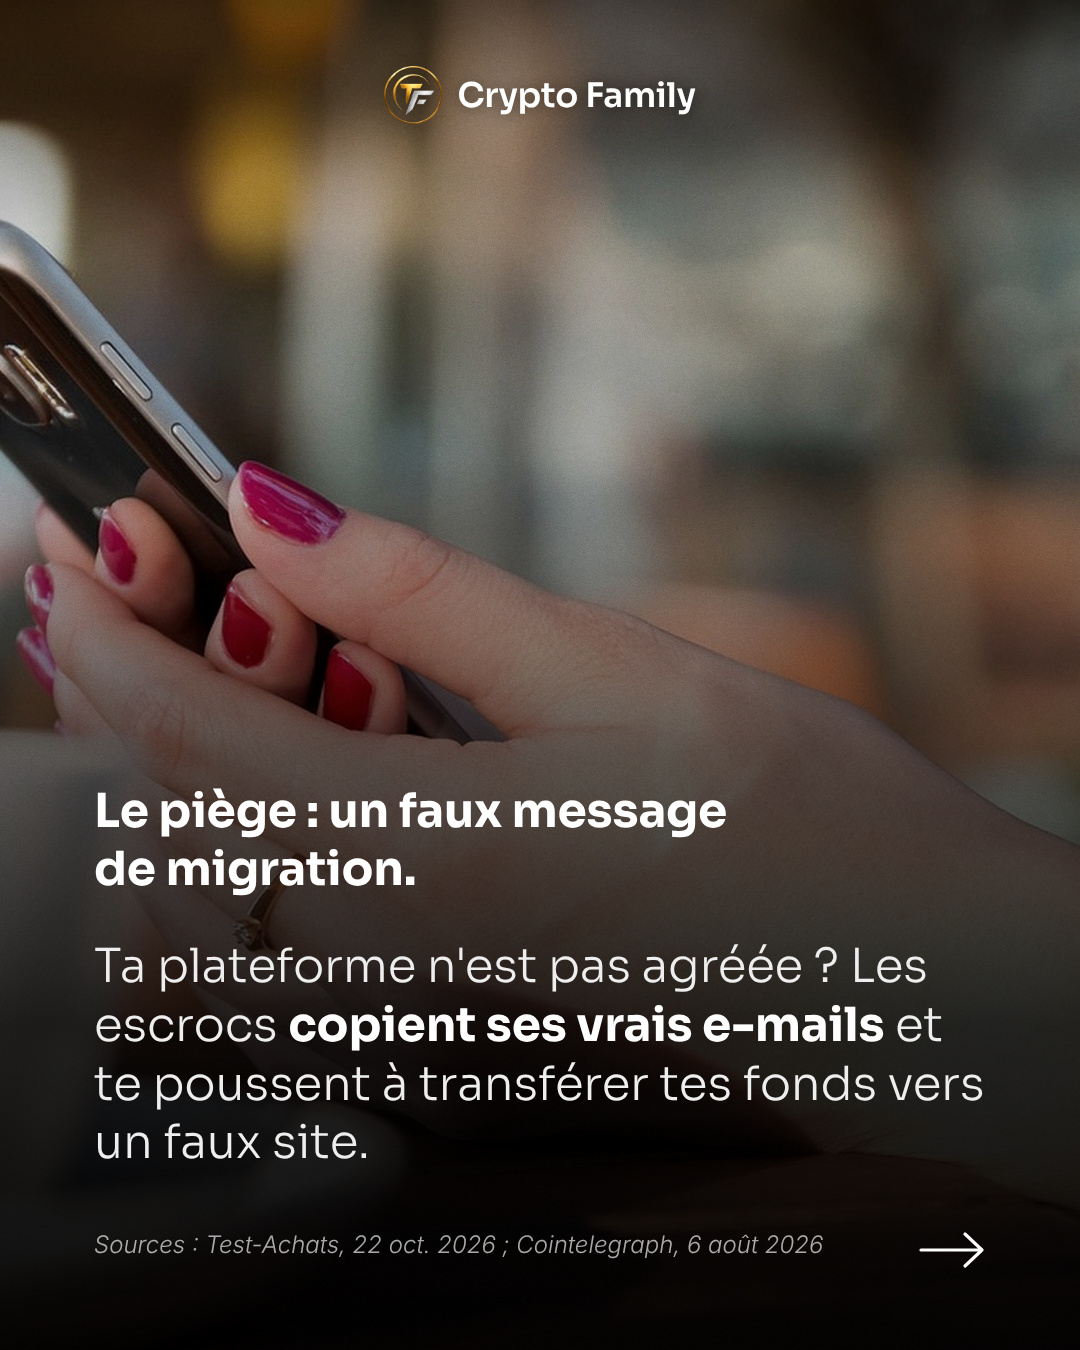 TF Crypto Family
Le piège : un faux message
de migration.
Ta plateforme n'est pas agréée ? Les
escrocs copient ses vrais e-mails et
te poussent à transférer tes fonds vers
un faux site.
Sources : Test-Achats, 22 oct. 2026 ; Cointelegraph, 6 août 2026